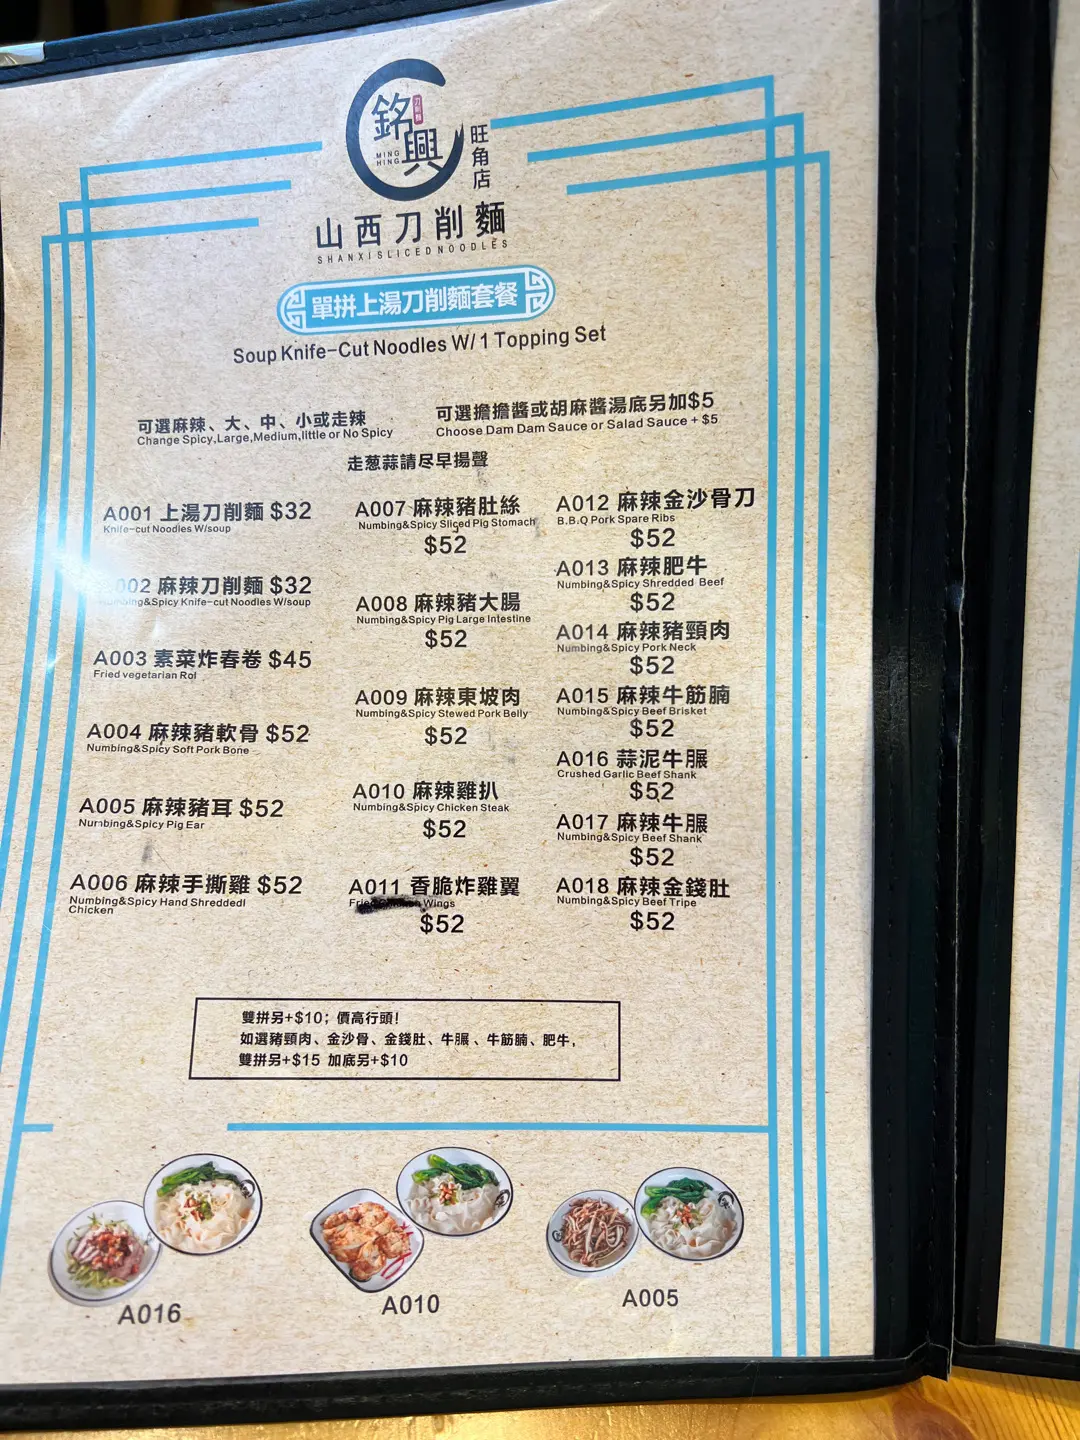 銘興
刀削麵
MING
HING
旺角店
山西刀削麵
SHANXISLICEDNOODLES
單拼上湯刀削麵套餐
Soup Knife-Cut Noodles W/ 1 Topping Set
可選麻辣、大、中、小或走辣
Change Spicy,Large,Medium,little or No Spicy
可選擔擔醬或胡麻醬湯底另加$5
Choose Dam Dam Sauce or Salad Sauce + $5
走葱蒜請尽早揚聲
A001 上湯刀削麵 $32
Knife-cut Noodles W/soup
002 麻辣刀削麵 $32
Numbing&Spicy Knife-cut Noodles W/soup
A003 素菜炸春卷 $45
Fried vegetarian Rol
A004 麻辣豬軟骨 $52
Numbing&Spicy Soft Pork Bone
A005 麻辣豬耳 $52
Numbing&Spicy Pig Ear
A006 麻辣手撕雞 $52
Numbing&Spicy Hand Shreddedl
Chicken
A007 麻辣豬肚絲
Numbing&Spicy Sliced Pig Stomach
$52
A008 麻辣豬大腸
Numbing&Spicy Pig Large Intestine
$52
A009 麻辣東坡肉
Numbing&Spicy Stewed Pork Belly
$52
A010 麻辣雞扒
Numbing&Spicy Chicken Steak
$52
A011 香脆炸雞翼
Wings
$52
A012 麻辣金沙骨刀
B.B.Q Pork Spare Ribs
$52
A013 麻辣肥牛
Numbing&Spicy Shredded Beef
$52
A014 麻辣豬頸肉
Numbing&Spicy Pork Neck
$52
A015 麻辣牛筋腩
Numbing&Spicy Beef Brisket
$52
A016 蒜泥牛𦟌
Crushed Garlic Beef Shank
$52
A017 麻辣牛𦟌
Numbing&Spicy Beef Shank
$52
A018 麻辣金錢肚
Numbing&Spicy Beef Tripe
$52
雙拼另+$10；價高行頭！
如選豬頸肉、金沙骨、金錢肚、牛𦟌、牛筋腩、肥牛，
雙拼另+$15 加底另+$10
A016
A010
A005